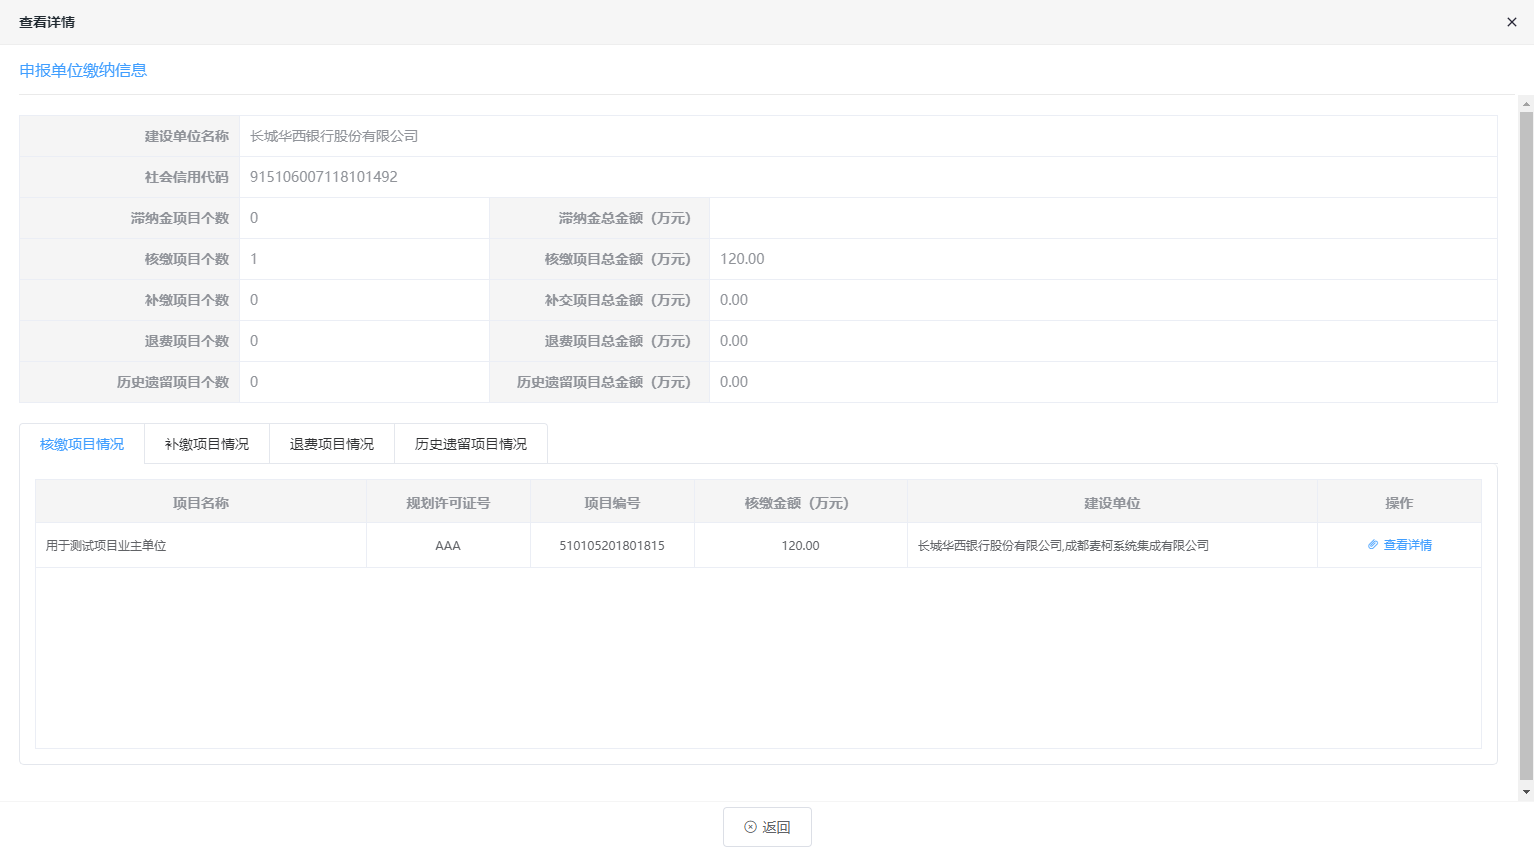 查看详情
申报单位缴纳信息
建设单位名称 长城华西银行股份有限公司
社会信用代码 915106007118101492
滞纳金项目个数 0 滞纳金总金额（万元）
核缴项目个数 1 核缴项目总金额（万元） 120.00
补缴项目个数 0 补交项目总金额（万元） 0.00
退费项目个数 0 退费项目总金额（万元） 0.00
历史遗留项目个数 0 历史遗留项目总金额（万元） 0.00
核缴项目情况 补缴项目情况 退费项目情况 历史遗留项目情况
项目名称 规划许可证号 项目编号 核缴金额（万元） 建设单位 操作
用于测试项目业主单位 AAA 510105201801815 120.00 长城华西银行股份有限公司,成都妻柯系统集成有限公司 查看详情
返回